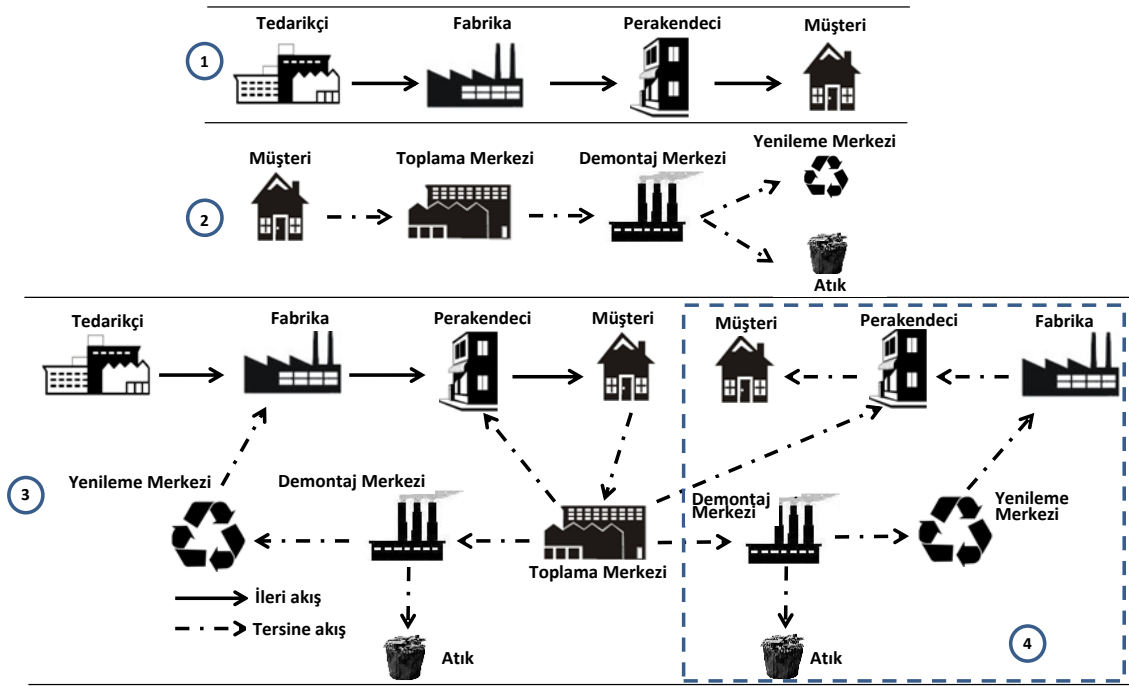 Tedarikçi
Fabrika
Perakendeci
Müşteri
1
Müşteri
Toplama Merkezi
Demontaj Merkezi
Yenileme Merkezi
2
Atık
Tedarikçi
Fabrika
Perakendeci
Müşteri
Müşteri
Perakendeci
Fabrika
3
Yenileme Merkezi
Demontaj Merkezi
Toplama Merkezi
Demontaj
Merkezi
Yenileme
Merkezi
İleri akış
Tersine akış
Atık
Atık
4